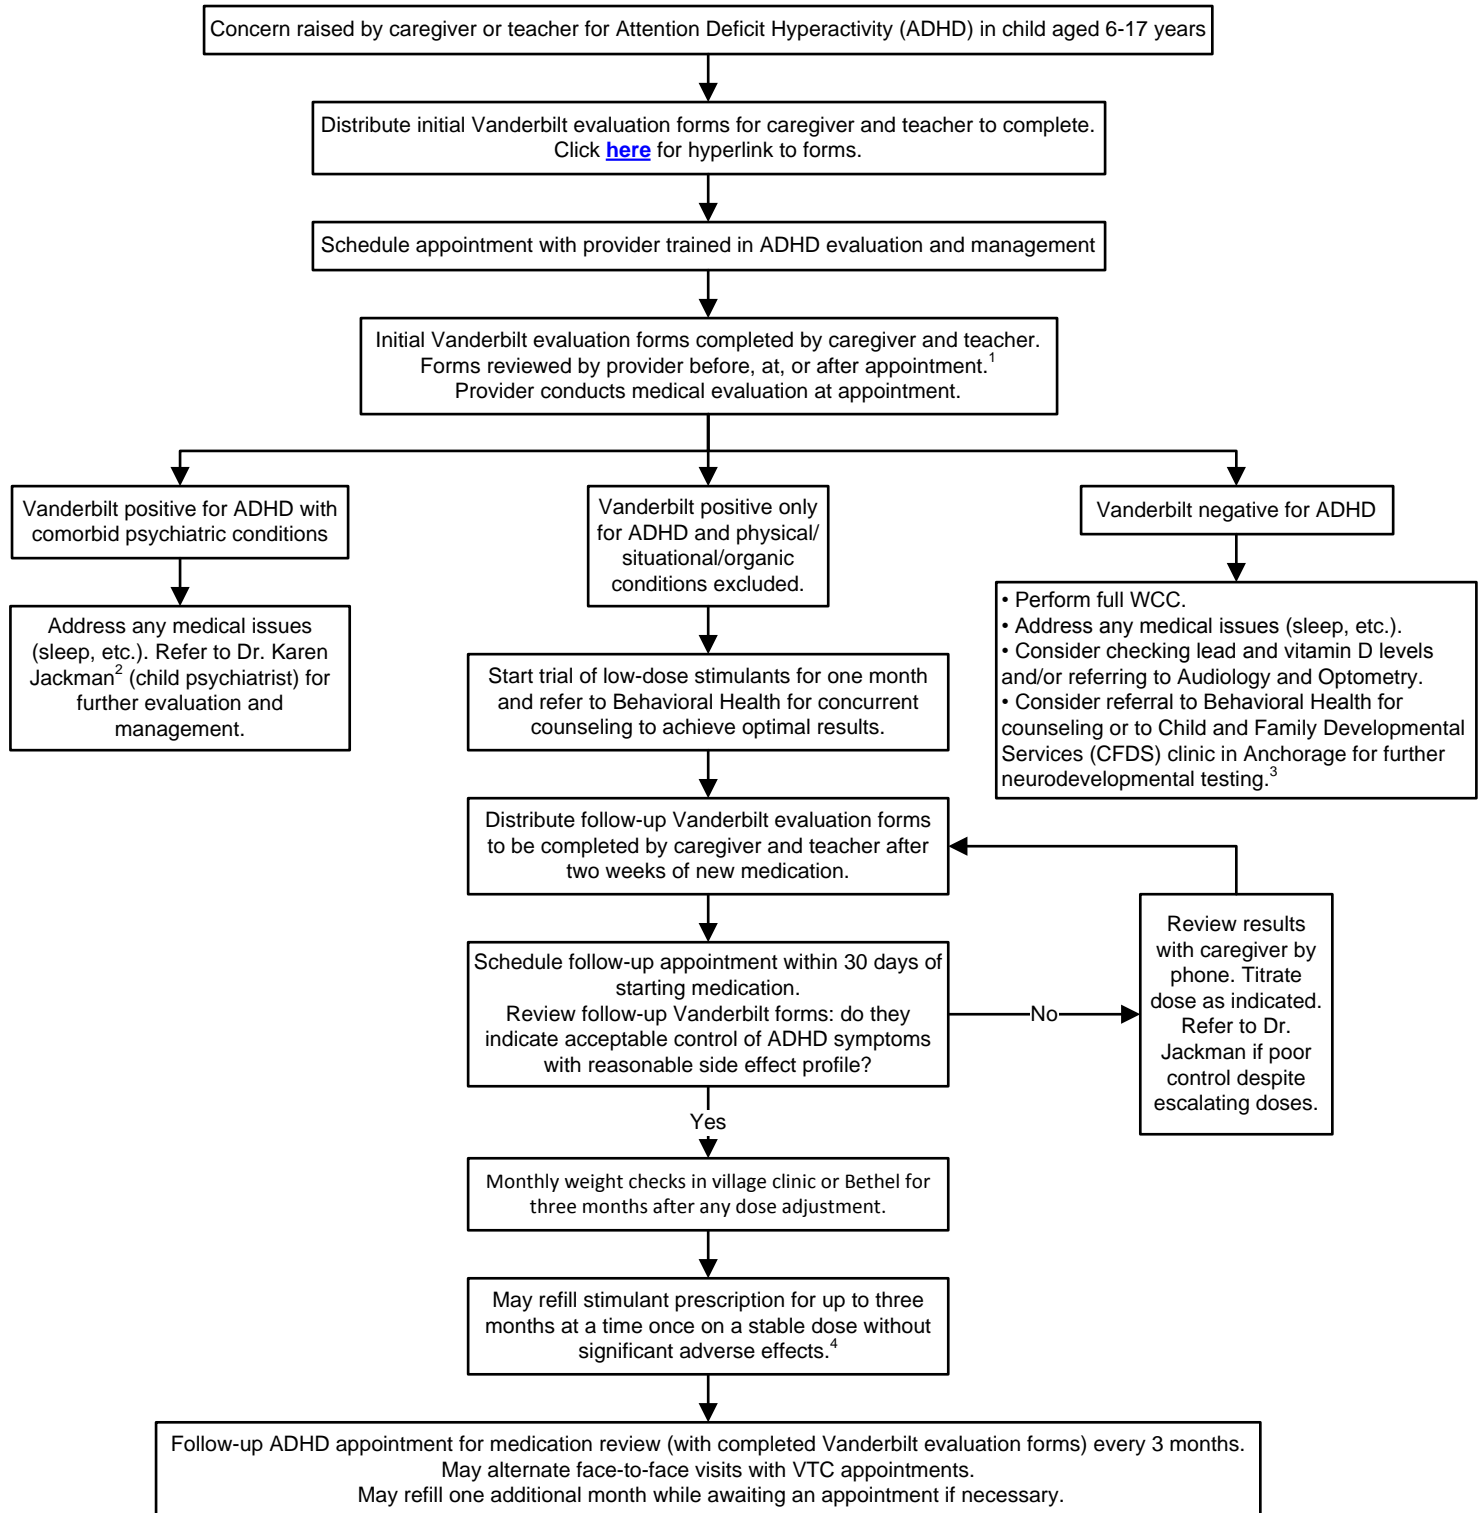 Concern raised by caregiver or teacher for Attention Deficit Hyperactivity (ADHD) in child aged 6-17 years
Distribute initial Vanderbilt evaluation forms for caregiver and teacher to complete.
Click here for hyperlink to forms.
Schedule appointment with provider trained in ADHD evaluation and management
Initial Vanderbilt evaluation forms completed by caregiver and teacher.
Forms reviewed by provider before, at, or after appointment.1
Provider conducts medical evaluation at appointment.
Vanderbilt positive for ADHD with
comorbid psychiatric conditions
Address any medical issues
(sleep, etc.). Refer to Dr. Karen
Jackman2 (child psychiatrist) for
further evaluation and
management.
Vanderbilt positive only
for ADHD and physical/
situational/organic
conditions excluded.
Vanderbilt negative for ADHD
• Perform full WCC.
• Address any medical issues (sleep, etc.).
• Consider checking lead and vitamin D levels
and/or referring to Audiology and Optometry.
• Consider referral to Behavioral Health for
counseling or to Child and Family Developmental
Services (CFDS) clinic in Anchorage for further
neurodevelopmental testing.3
Start trial of low-dose stimulants for one month
and refer to Behavioral Health for concurrent
counseling to achieve optimal results.
Distribute follow-up Vanderbilt evaluation forms
to be completed by caregiver and teacher after
two weeks of new medication.
Schedule follow-up appointment within 30 days of
starting medication.
Review follow-up Vanderbilt forms: do they
indicate acceptable control of ADHD symptoms
with reasonable side effect profile?
No
Review results
with caregiver by
phone. Titrate
dose as indicated.
Refer to Dr.
Jackman if poor
control despite
escalating doses.
Yes
Monthly weight checks in village clinic or Bethel for
three months after any dose adjustment.
May refill stimulant prescription for up to three
months at a time once on a stable dose without
significant adverse effects.4
Follow-up ADHD appointment for medication review (with completed Vanderbilt evaluation forms) every 3 months.
May alternate face-to-face visits with VTC appointments.
May refill one additional month while awaiting an appointment if necessary.